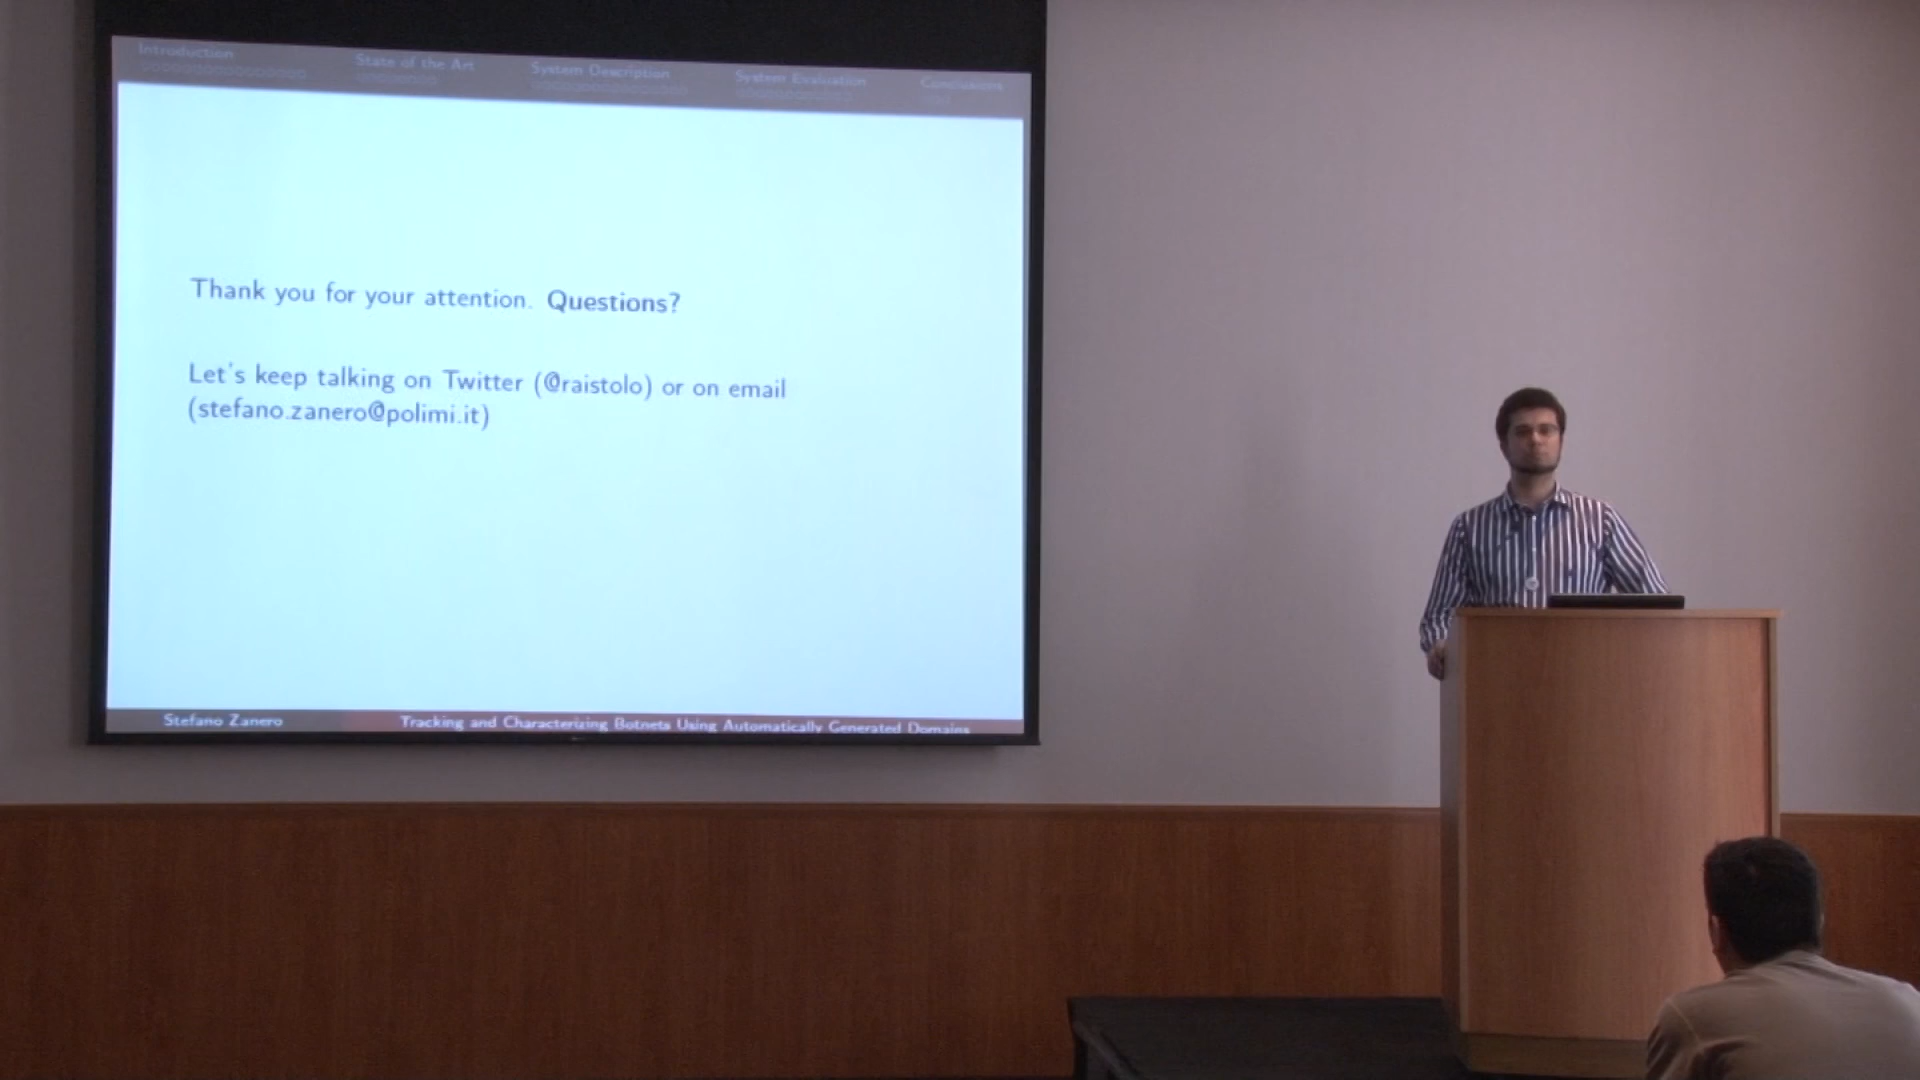 Introduction
State of the Art
System Description
System Evaluation
Conclusions
Thank you for your attention. Questions?
Let's keep talking on Twitter (@raistolo) or on email
(stefano.zanero@polimi.it)
Stefano Zanero
Tracking and Characterizing Botnets Using Automatically Generated Domains